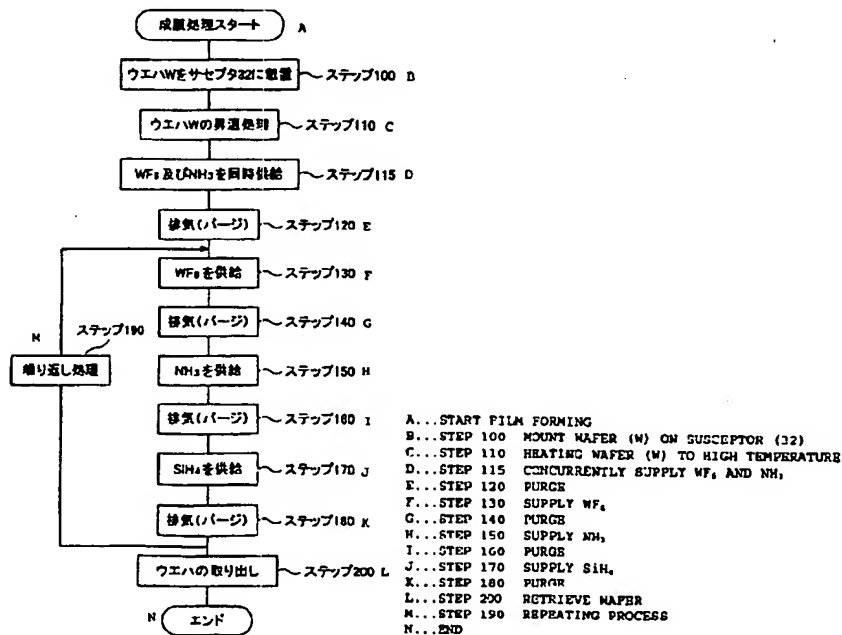 成膜処理スタート A
ウエハWをサセプタ32に載置 ステップ100 B
ウエハWの昇温処理 ステップ110 C
WF₆及びNH₃を同時供給 ステップ115 D
排気(パージ) ステップ120 E
WF₆を供給 ステップ130 F
排気(パージ) ステップ140 G
M ステップ190
繰り返し処理
NH₃を供給 ステップ150 H
排気(パージ) ステップ160 I
SiH₄を供給 ステップ170 J
排気(パージ) ステップ180 K
ウエハの取り出し ステップ200 L
N エンド
A...START FILM FORMING
B...STEP 100 MOUNT WAFER (W) ON SUSCEPTOR (32)
C...STEP 110 HEATING WAFER (W) TO HIGH TEMPERATURE
D...STEP 115 CONCURRENTLY SUPPLY WF₆ AND NH₃
E...STEP 120 PURGE
F...STEP 130 SUPPLY WF₆
G...STEP 140 PURGE
H...STEP 150 SUPPLY NH₃
I...STEP 160 PURGE
J...STEP 170 SUPPLY SiH₄
K...STEP 180 PURGE
L...STEP 200 RETRIEVE WAFER
M...STEP 190 REPEATING PROCESS
N...END